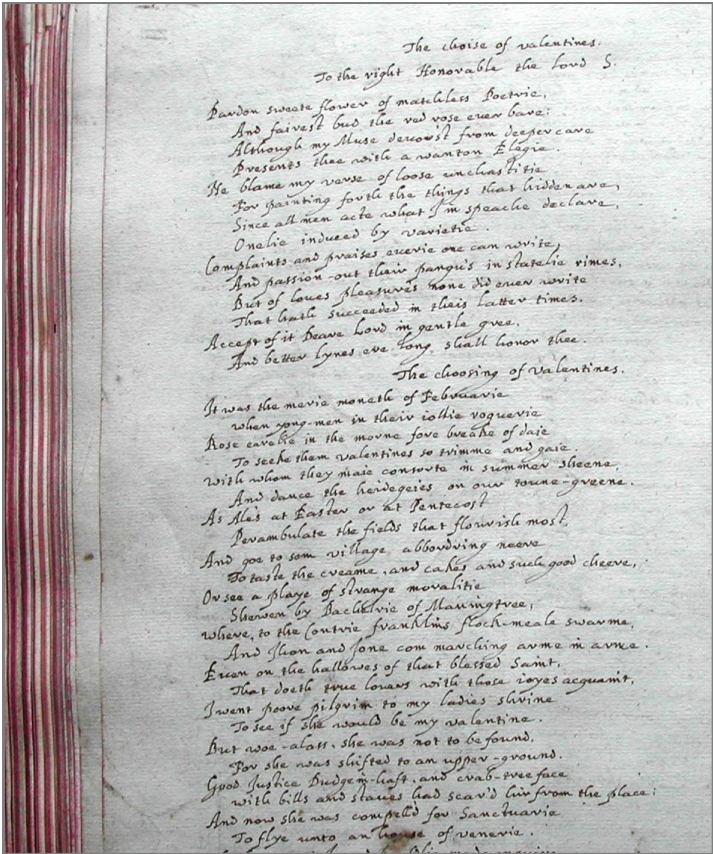 The choise of valentines.
To the right Honorable the lord S.
Pardon sweete flower of matchless Poetrie,
And fairest bud the red rose ever bare;
Although my Muse devor'st from deeper care
Presents thee with a wanton Elegie.
Ne blame my verse of loose unchastitie
For painting forth the things that hidden are,
Since all men acte what I in speache declare,
Onelie induced by varietie.
Complaints and praises everie one can write,
And passion-out their pangu's in statelie rimes,
But of loues pleasure's none did euer write
That hath succeeded in theis latter times.
Accept of it Deare Lord in gentle gree,
And better lynes ere long shall honor thee.
The choosing of valentines.
It was the merie moneth of Februarie
When yong-men in their iollie roguerie
Rose earelie in the morne fore breake of daie
To seeke them valentines so trimme and gaie.
With whom they maie consorte in summer sheene,
And dance the heidegeies on our toune-greene.
As Ale's at Easter or at Pentecost
Perambulate the fields that flourish most,
And goe to som village abbordring neere
To taste the creame, and cakes and such good cheere,
Or see a playe of strange moralitie
Shewen by Bachelrie of Maningtree,
Where, to the Contrie franklins flock-meale swarme,
And Jhon and Jone com marching arme in arme.
Euen on the hallowes of that blessed Saint,
That doeth true louers with those ioyes acquaint,
I went poore pilgrim to my ladies shrine
To see if she would be my valentine.
But woe-alass, she was not to be found,
For she was shifted to an upper-ground.
Good Justice Dudgein-haft, and crab-tree face
With bills and staues had scar'd hir from the place;
And now she was compel'd for Sanctuarie
To flye unto an house of venerie.